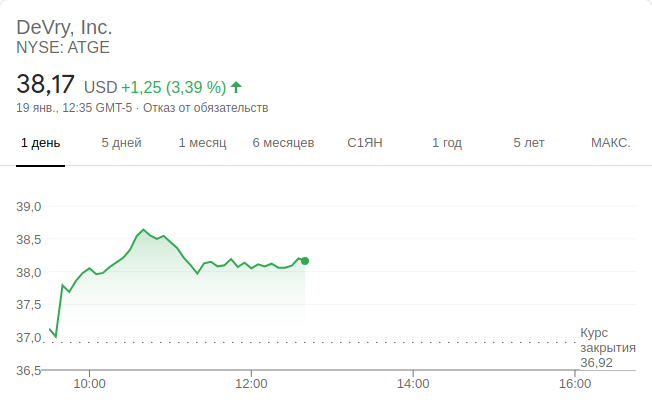 DeVry, Inc.
NYSE: ATGE
38,17 USD +1,25 (3,39 %)
19 янв., 12:35 GMT-5 · Отказ от обязательств
1 день 5 дней 1 месяц 6 месяцев С1ЯН 1 год 5 лет МАКС.
39,0
38,5
38,0
37,5
37,0
Курс
закрытия
36,92
36,5
10:00 12:00 14:00 16:00